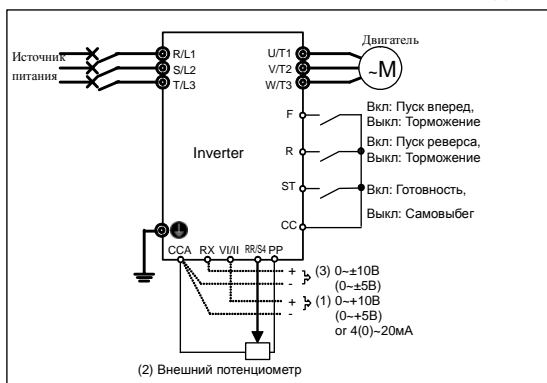 Источник
питания
R/L1
S/L2
T/L3
U/T1
V/T2
W/T3
Двигатель
~M
Inverter
F
Вкл: Пуск вперед,
Выкл: Торможение
R
Вкл: Пуск реверса,
Выкл: Торможение
ST
Вкл: Готовность,
CC
Выкл: Самовыбег
CCA RX VI/II RR/S4 PP
+ (3) 0~±10В
- (0~±5В)
+ (1) 0~+10В
- (0~+5В)
or 4(0)~20мА
(2) Внешний потенциометр